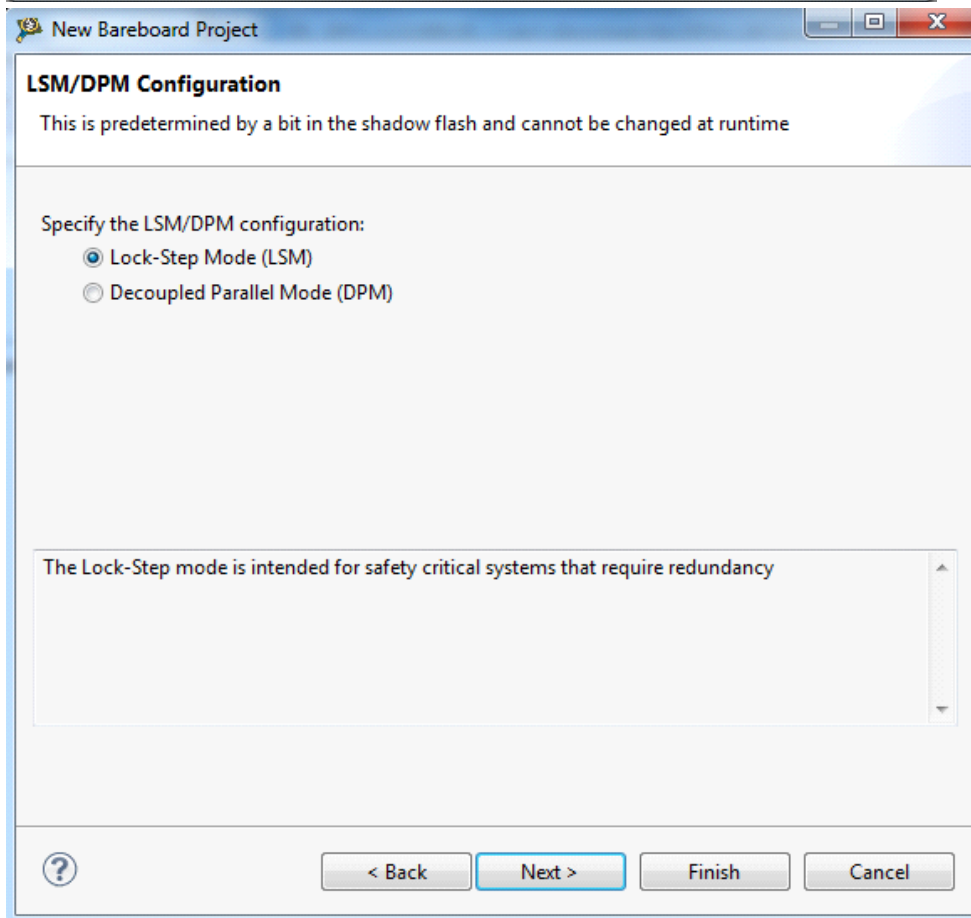 New Bareboard Project
LSM/DPM Configuration
This is predetermined by a bit in the shadow flash and cannot be changed at runtime
Specify the LSM/DPM configuration:
Lock-Step Mode (LSM)
Decoupled Parallel Mode (DPM)
The Lock-Step mode is intended for safety critical systems that require redundancy
< Back Next > Finish Cancel